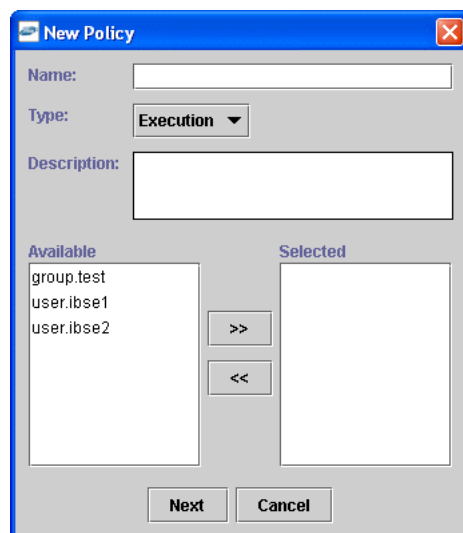 New Policy
Name:
Type:
Execution
Description:
Available
Selected
group.test
user.ibse1
user.ibse2
>>
<<
Next
Cancel